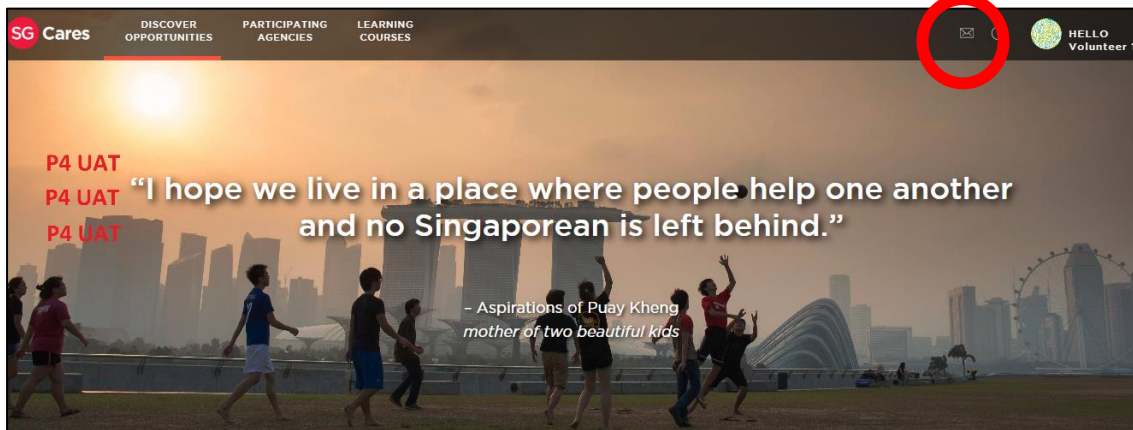 SG Cares
DISCOVER
OPPORTUNITIES
PARTICIPATING
AGENCIES
LEARNING
COURSES
HELLO
Volunteer
P4 UAT
P4 UAT
P4 UAT
“I hope we live in a place where people help one another
and no Singaporean is left behind.”
– Aspirations of Puay Kheng
mother of two beautiful kids